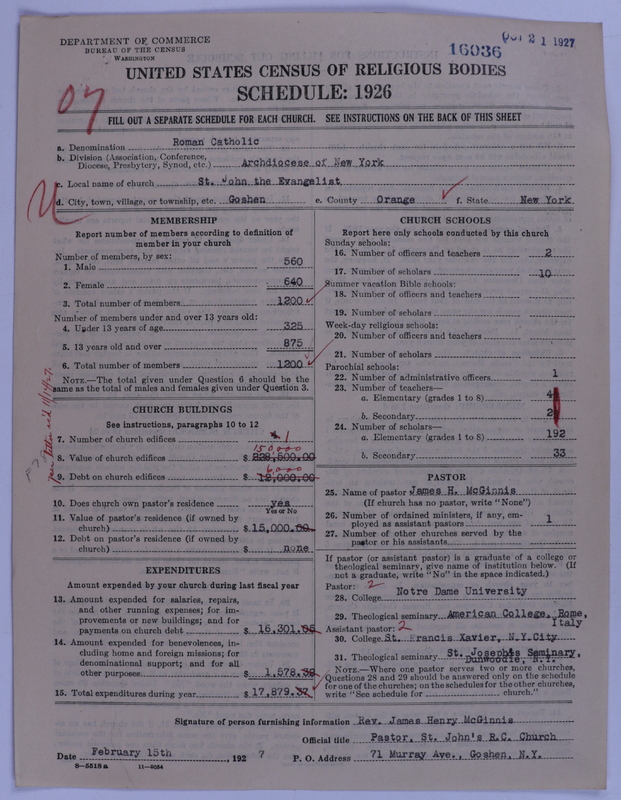 DEPARTMENT OF COMMERCE
BUREAU OF THE CENSUS
WASHINGTON
16036
OCT 21 1927
UNITED STATES CENSUS OF RELIGIOUS BODIES
SCHEDULE: 1926
07
FILL OUT A SEPARATE SCHEDULE FOR EACH CHURCH. SEE INSTRUCTIONS ON THE BACK OF THIS SHEET
a. Denomination Roman Catholic
b. Division (Association, Conference, Diocese, Presbytery, Synod, etc.) Archdiocese of New York
c. Local name of church St. John the Evangelist
d. City, town, village, or township, etc. Goshen e. County Orange f. State New York
MEMBERSHIP
Report number of members according to definition of
member in your church
Number of members, by sex:
1. Male 560
2. Female 640
3. Total number of members 1200
Number of members under and over 13 years old:
4. Under 13 years of age 325
5. 13 years old and over 875
6. Total number of members 1200
NOTE.—The total given under Question 6 should be the
same as the total of males and females given under Question 3.
CHURCH BUILDINGS
See instructions, paragraphs 10 to 12
7. Number of church edifices 1
150000
8. Value of church edifices $ 228,500.00
6000
9. Debt on church edifices $ 12,000.00
10. Does church own pastor's residence yes
Yes or No
11. Value of pastor's residence (if owned by
church) $ 15,000.00
12. Debt on pastor's residence (if owned by
church) $ none
EXPENDITURES
Amount expended by your church during last fiscal year
13. Amount expended for salaries, repairs,
and other running expenses; for im-
provements or new buildings; and for
payments on church debt $ 16,301.05
14. Amount expended for benevolences, in-
cluding home and foreign missions; for
denominational support; and for all
other purposes $ 1,578.32
15. Total expenditures during year $ 17,879.37
CHURCH SCHOOLS
Report here only schools conducted by this church
Sunday schools:
16. Number of officers and teachers 2
17. Number of scholars 10
Summer vacation Bible schools:
18. Number of officers and teachers
19. Number of scholars
Week-day religious schools:
20. Number of officers and teachers
21. Number of scholars
Parochial schools:
22. Number of administrative officers 1
23. Number of teachers—
a. Elementary (grades 1 to 8) 4
b. Secondary 2
24. Number of scholars—
a. Elementary (grades 1 to 8) 192
b. Secondary 33
PASTOR
25. Name of pastor James H. McGinnis
(If church has no pastor, write "None")
26. Number of ordained ministers, if any, em-
ployed as assistant pastors 1
27. Number of other churches served by the
pastor or his assistants
If pastor (or assistant pastor) is a graduate of a college or
theological seminary, give name of institution below. (If
not a graduate, write "No" in the space indicated.)
Pastor: 2
28. College Notre Dame University
29. Theological seminary American College, Rome, Italy
Assistant pastor: 2
30. College St. Francis Xavier, N.Y.City
31. Theological seminary St. Josephs Seminary, Dunwoodie, N.Y.
NOTE.—Where one pastor serves two or more churches,
Questions 28 and 29 should be answered only on the schedule
for one of the churches; on the schedules for the other churches,
write "See schedule for church."
Signature of person furnishing information Rev. James Henry McGinnis
Official title Pastor, St. John's R.C. Church
Date February 15th, 1927 P. O. Address 71 Murray Ave., Goshen, N.Y.
8—5518 a 11—9054